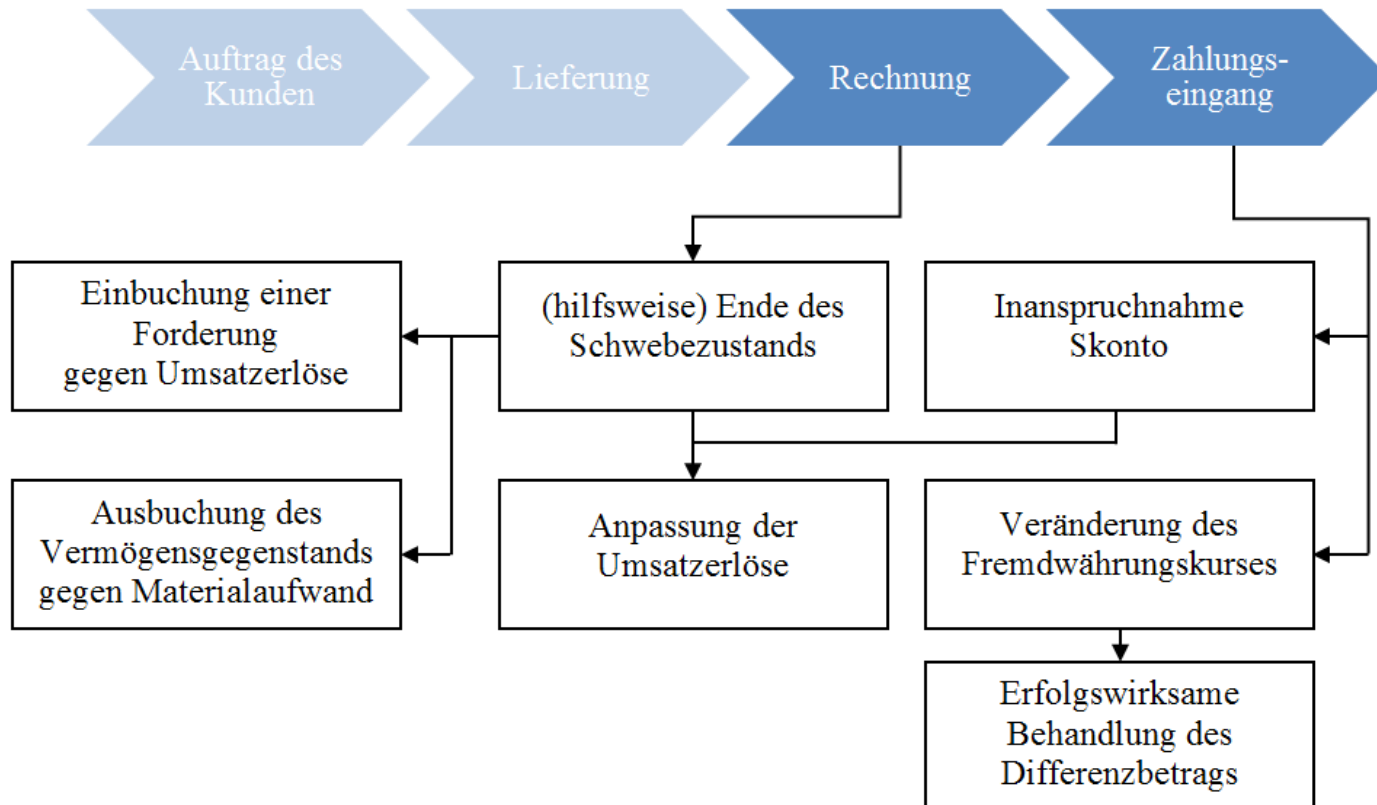 Auftrag des
Kunden
Lieferung
Rechnung
Zahlungs-
eingang
Einbuchung einer
Forderung
gegen Umsatzerlöse
(hilfsweise) Ende des
Schwebezustands
Inanspruchnahme
Skonto
Ausbuchung des
Vermögensgegenstands
gegen Materialaufwand
Anpassung der
Umsatzerlöse
Veränderung des
Fremdwährungskurses
Erfolgswirksame
Behandlung des
Differenzbetrags